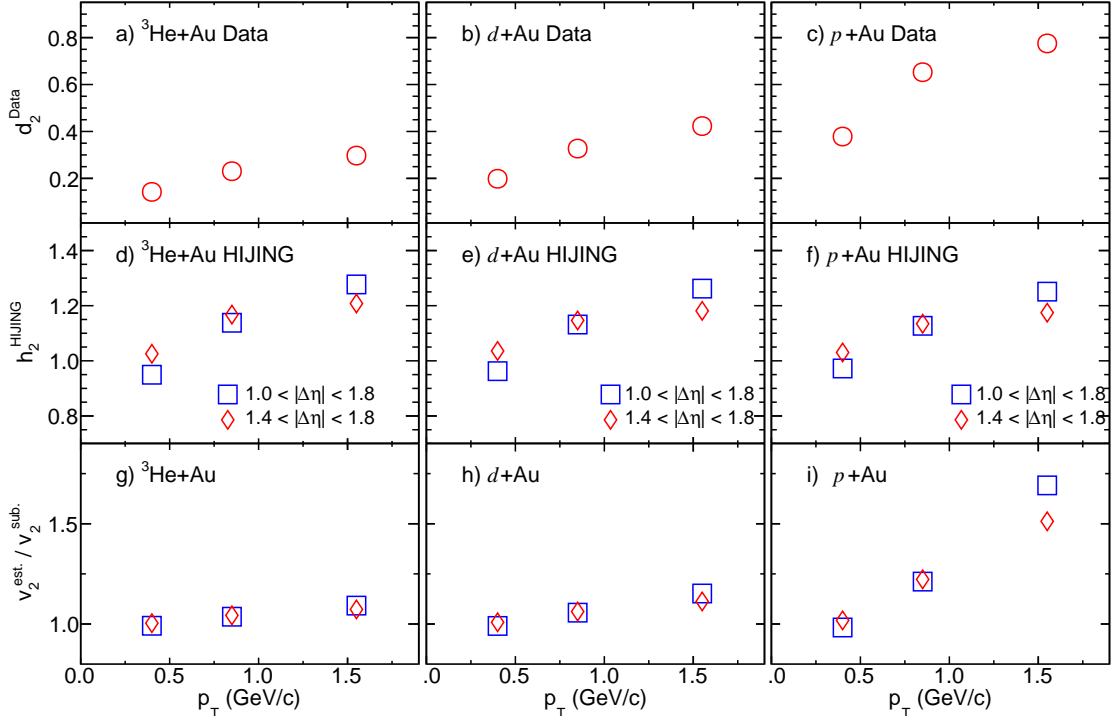 a) ³He+Au Data
b) d+Au Data
c) p+Au Data
0.8
0.6
0.4
0.2
d₂^Data
d) ³He+Au HIJING
e) d+Au HIJING
f) p+Au HIJING
1.4
1.2
1.0
0.8
h₂^HIJING
1.0 < |Δη| < 1.8
1.4 < |Δη| < 1.8
1.0 < |Δη| < 1.8
1.4 < |Δη| < 1.8
1.0 < |Δη| < 1.8
1.4 < |Δη| < 1.8
g) ³He+Au
h) d+Au
i) p+Au
1.5
1.0
v₂^est. / v₂^sub.
0.0 0.5 1.0 1.5
.0 0.5 1.0 1.5
.0 0.5 1.0 1.5
p_T (GeV/c)
p_T (GeV/c)
p_T (GeV/c)